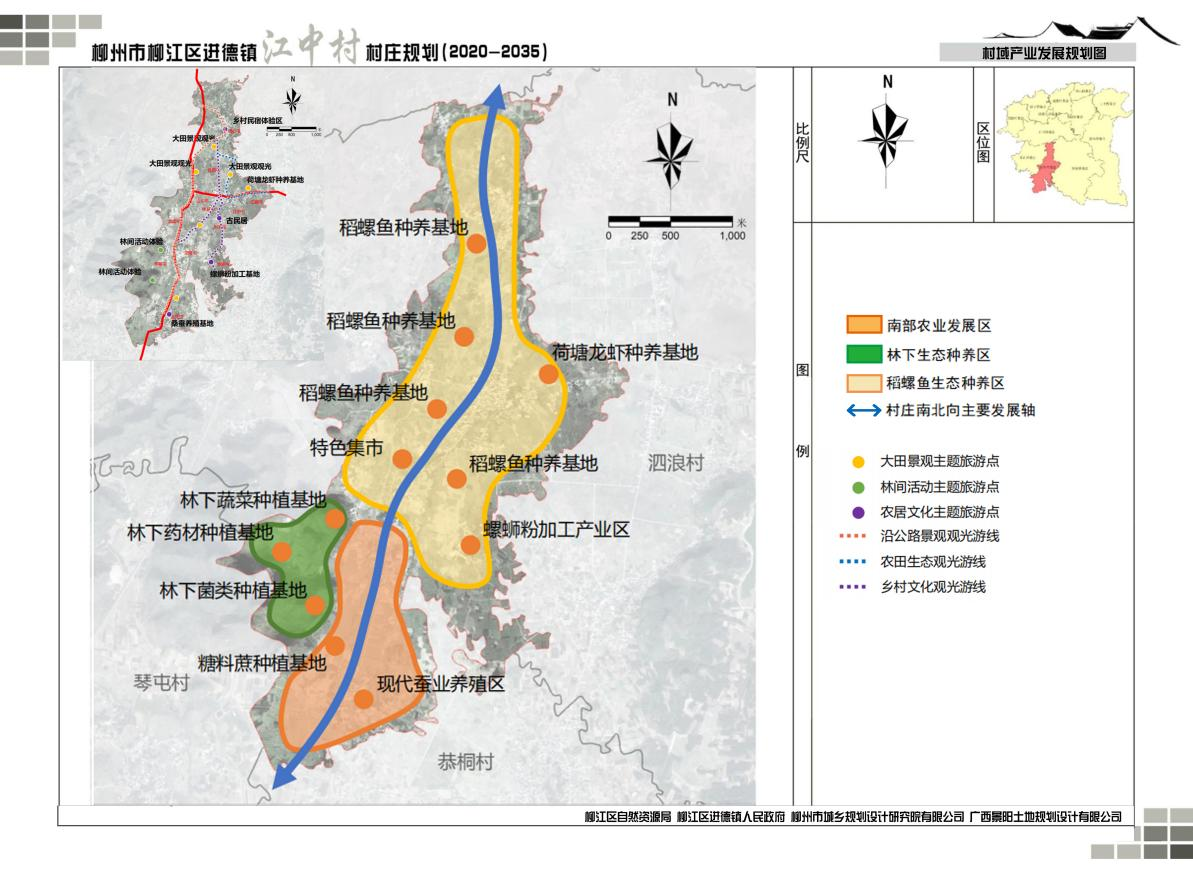 柳州市柳江区进德镇江中村村庄规划(2020-2035)
村域产业发展规划图
N
乡村民宿体验区
大田景观观光
大田景观观光
大田景观观光
荷塘龙虾种养基地
古民居
林间活动体验
林间活动体验
螺蛳粉加工基地
桑蚕养殖基地
N
米
0 250 500 1,000
稻螺鱼种养基地
稻螺鱼种养基地
荷塘龙虾种养基地
稻螺鱼种养基地
特色集市
稻螺鱼种养基地
泗浪村
林下蔬菜种植基地
林下药材种植基地
螺蛳粉加工产业区
林下菌类种植基地
糖料蔗种植基地
琴屯村
现代蚕业养殖区
恭桐村
比例尺
N
区位图
图例
南部农业发展区
林下生态种养区
稻螺鱼生态种养区
村庄南北向主要发展轴
大田景观主题旅游点
林间活动主题旅游点
农居文化主题旅游点
沿公路景观观光游线
农田生态观光游线
乡村文化观光游线
柳江区自然资源局 柳江区进德镇人民政府 柳州市城乡规划设计研究院有限公司 广西景阳土地规划设计有限公司